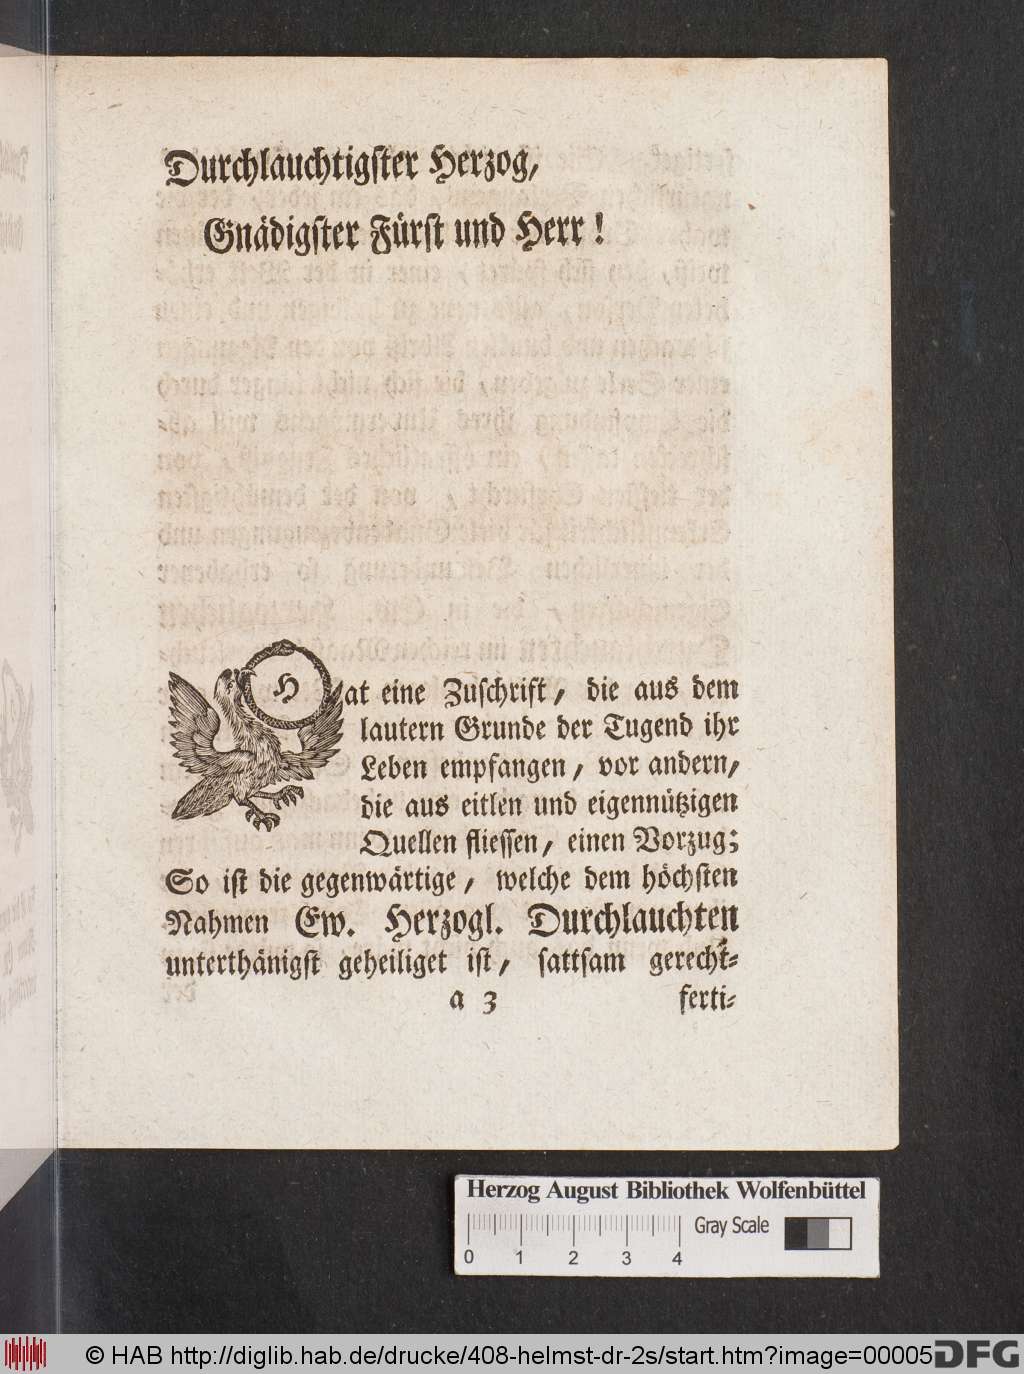 Durchlauchtigster Herzog,
Gnädigster Fürst und Herr!
Hat eine Zuschrift, die aus dem
lautern Grunde der Tugend ihr
Leben empfangen, vor andern,
die aus eitlen und eigennützigen
Quellen fliessen, einen Vorzug;
So ist die gegenwärtige, welche dem höchsten
Nahmen Ew. Herzogl. Durchlauchten
unterthänigst geheiliget ist, sattsam gerecht-
a 3 ferti-
Herzog August Bibliothek Wolfenbüttel
0 1 2 3 4 Gray Scale
© HAB http://diglib.hab.de/drucke/408-helmst-dr-2s/start.htm?image=00005 DFG